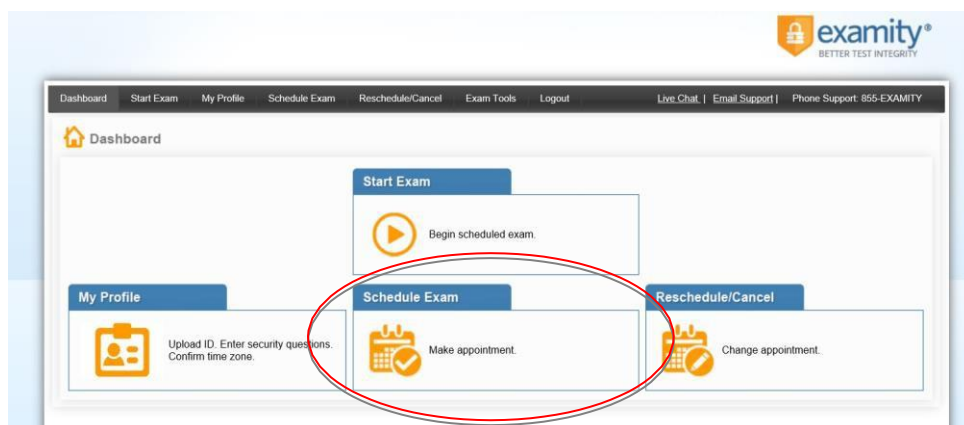 examity®
BETTER TEST INTEGRITY
Dashboard Start Exam My Profile Schedule Exam Reschedule/Cancel Exam Tools Logout Live Chat | Email Support | Phone Support 855-EXAMITY
Dashboard
Start Exam
Begin scheduled exam.
My Profile
Upload ID. Enter security questions.
Confirm time zone.
Schedule Exam
Make appointment.
Reschedule/Cancel
Change appointment.